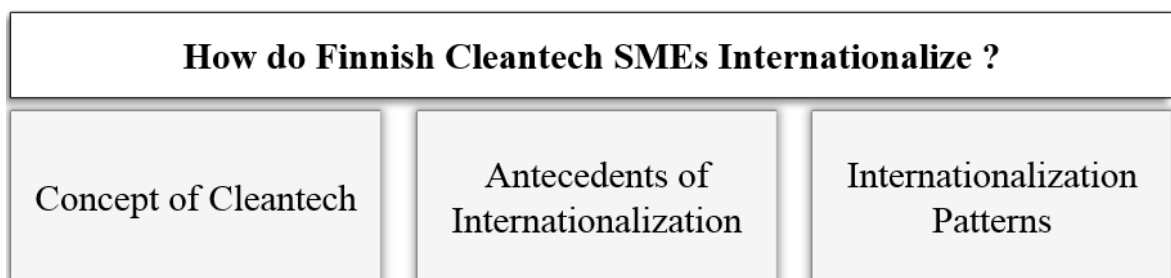 How do Finnish Cleantech SMEs Internationalize ?
Concept of Cleantech
Antecedents of
Internationalization
Internationalization
Patterns